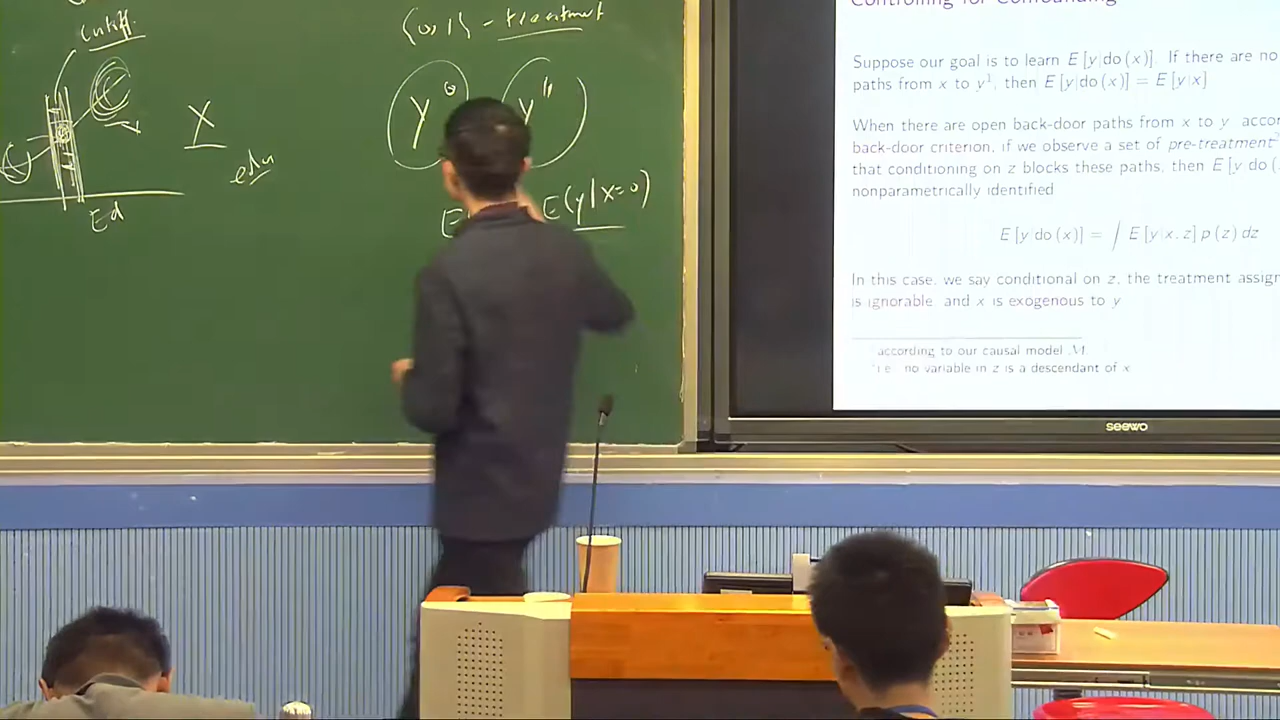 cutoff
X
edu
Ed
{0,1} - treatment
y⁰ y¹
E(y|x=0)
Controlling for Confounding
Suppose our goal is to learn E [y|do (x)]. If there are no
paths from x to y¹, then E [y|do (x)] = E [y|x]
When there are open back-door paths from x to y accor
back-door criterion, if we observe a set of pre-treatment
that conditioning on z blocks these paths, then E [y do (
nonparametrically identified
E [y do (x)] = ∫ E [y x, z] p (z) dz
In this case, we say conditional on z, the treatment assign
is ignorable and x is exogenous to y
according to our causal model M
i e no variable in z is a descendant of x
seewo